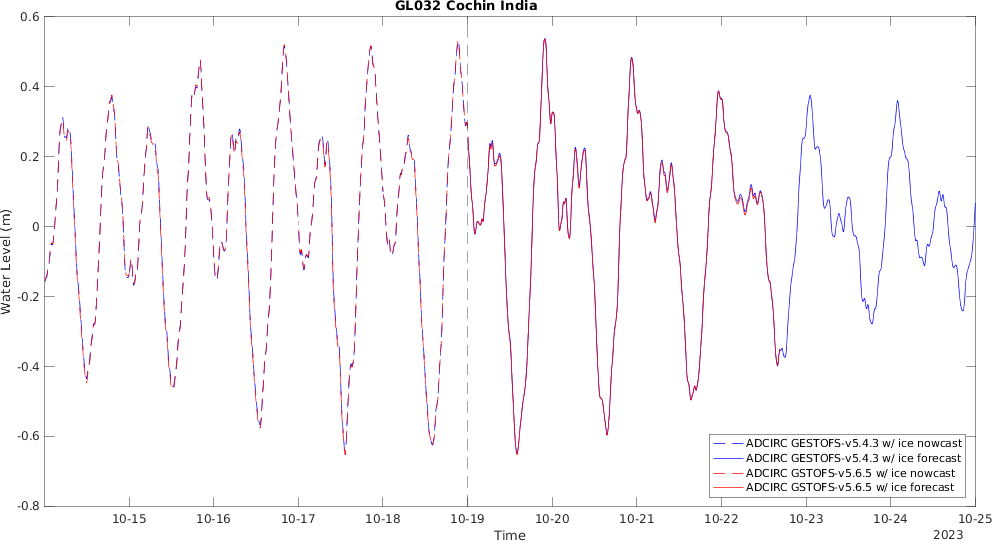 GL032 Cochin India
0.6
0.4
0.2
0
-0.2
-0.4
-0.6
-0.8
Water Level (m)
10-15 10-16 10-17 10-18 10-19 10-20 10-21 10-22 10-23 10-24 10-25
Time
2023
ADCIRC GESTOFS-v5.4.3 w/ ice nowcast
ADCIRC GESTOFS-v5.4.3 w/ ice forecast
ADCIRC GSTOFS-v5.6.5 w/ ice nowcast
ADCIRC GSTOFS-v5.6.5 w/ ice forecast